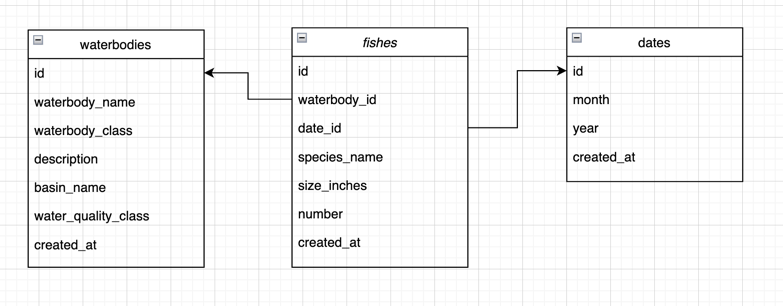 waterbodies
id
waterbody_name
waterbody_class
description
basin_name
water_quality_class
created_at
fishes
id
waterbody_id
date_id
species_name
size_inches
number
created_at
dates
id
month
year
created_at